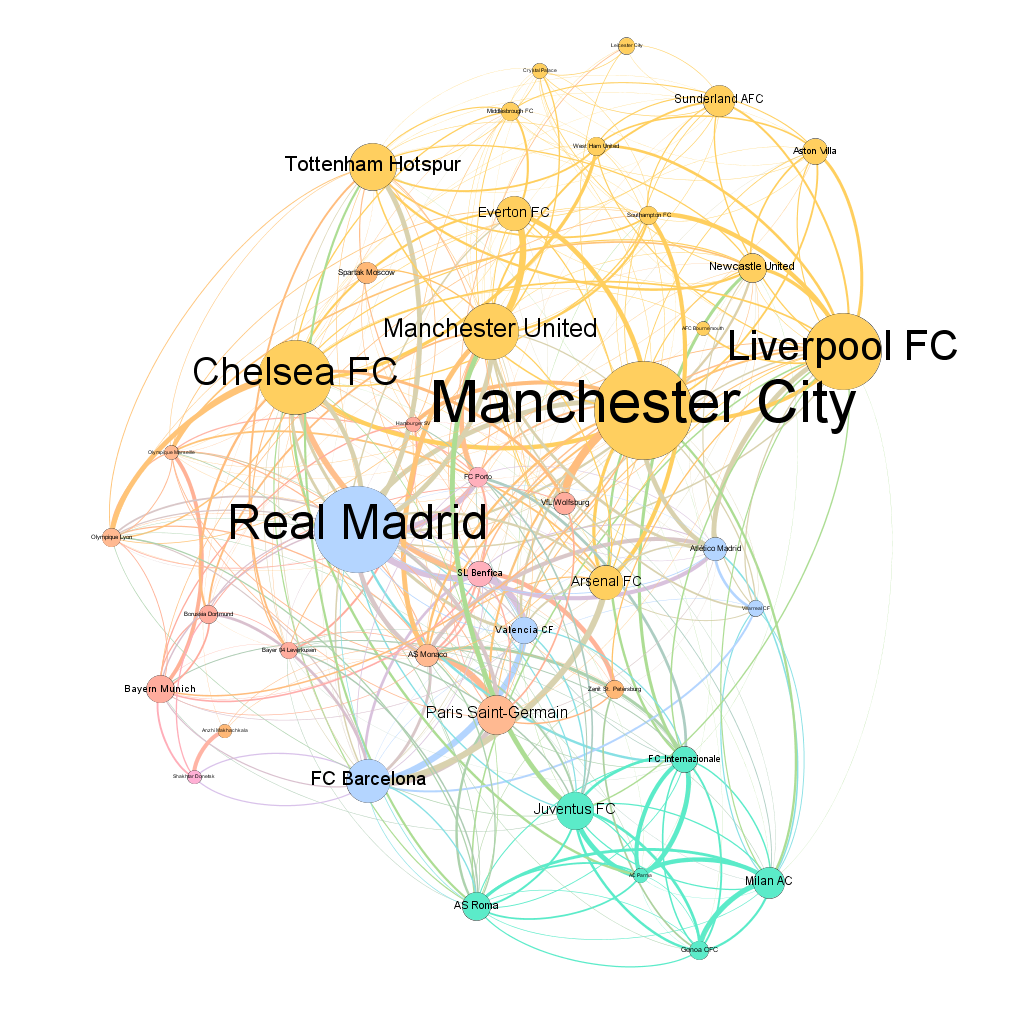 Leicester City
Crystal Palace
Sunderland AFC
Middlesbrough FC
West Ham United
Aston Villa
Tottenham Hotspur
Everton FC
Southampton FC
Newcastle United
Spartak Moscow
Manchester United
AFC Bournemouth
Liverpool FC
Chelsea FC
Manchester City
Hamburger SV
Olympique Marseille
FC Porto
VfL Wolfsburg
Real Madrid
Olympique Lyon
Atlético Madrid
SL Benfica
Arsenal FC
Villarreal CF
Borussia Dortmund
Valencia CF
Bayer 04 Leverkusen
AS Monaco
Bayern Munich
Zenit St. Petersburg
Paris Saint-Germain
Anzhi Makhachkala
FC Internazionale
Shakhtar Donetsk
FC Barcelona
Juventus FC
AC Parma
Milan AC
AS Roma
Genoa CFC